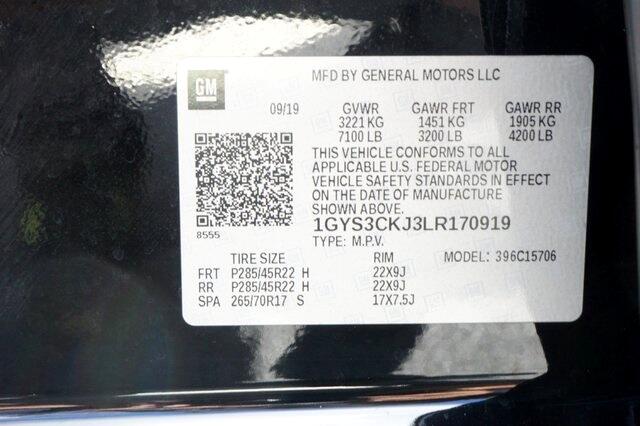 GM
MFD BY GENERAL MOTORS LLC
09/19 GVWR GAWR FRT GAWR RR
3221 KG 1451 KG 1905 KG
7100 LB 3200 LB 4200 LB
THIS VEHICLE CONFORMS TO ALL
APPLICABLE U.S. FEDERAL MOTOR
VEHICLE SAFETY STANDARDS IN EFFECT
ON THE DATE OF MANUFACTURE
SHOWN ABOVE.
8555
1GYS3CKJ3LR170919
TYPE: M.P.V.
TIRE SIZE RIM MODEL: 396C15706
FRT P285/45R22 H 22X9J
RR P285/45R22 H 22X9J
SPA 265/70R17 S 17X7.5J